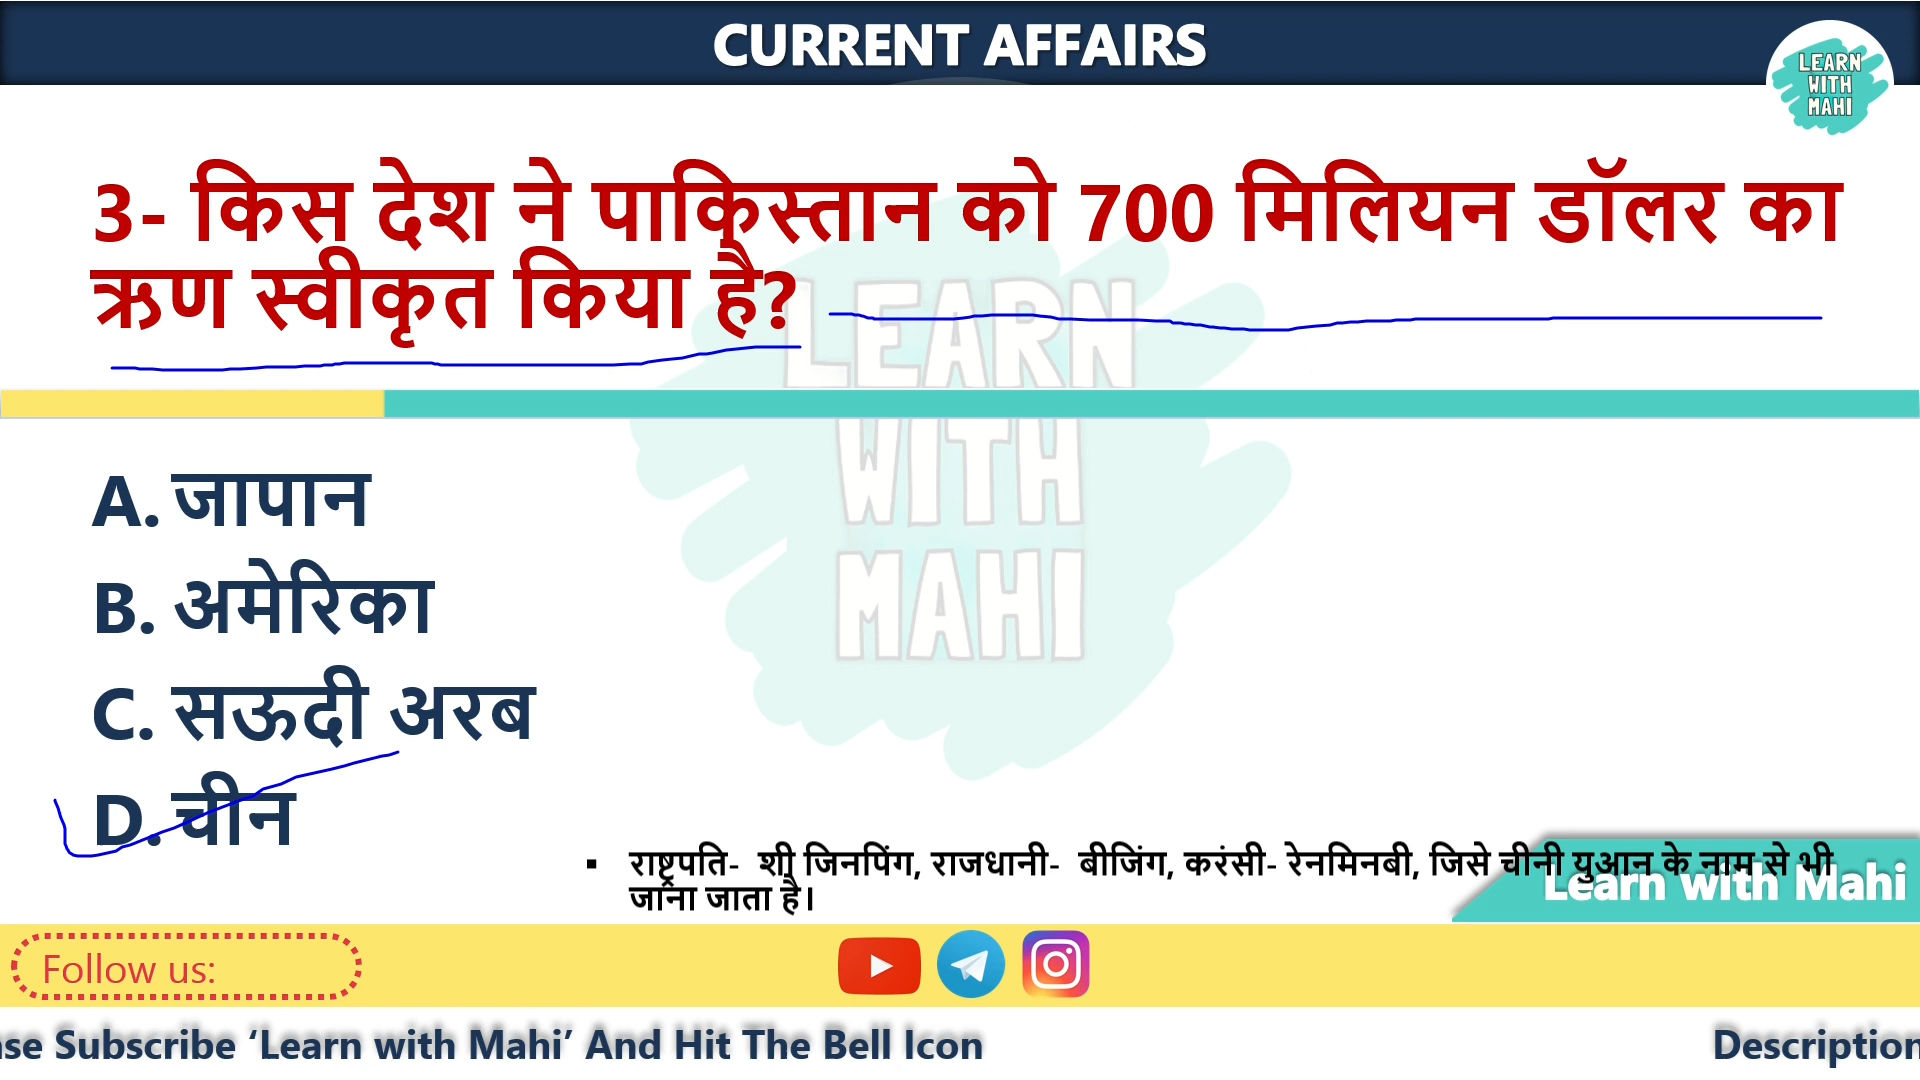 CURRENT AFFAIRS
LEARN
WITH
MAHI
3- किस देश ने पाकिस्तान को 700 मिलियन डॉलर का
ऋण स्वीकृत किया है?
LEARN
WITH
MAHI
A. जापान
B. अमेरिका
C. सऊदी अरब
D. चीन
▪ राष्ट्रपति- शी जिनपिंग, राजधानी- बीजिंग, करंसी- रेनमिनबी, जिसे चीनी युआन के नाम से भी
जाना जाता है।
Learn with Mahi
Follow us:
se Subscribe ‘Learn with Mahi’ And Hit The Bell Icon
Description